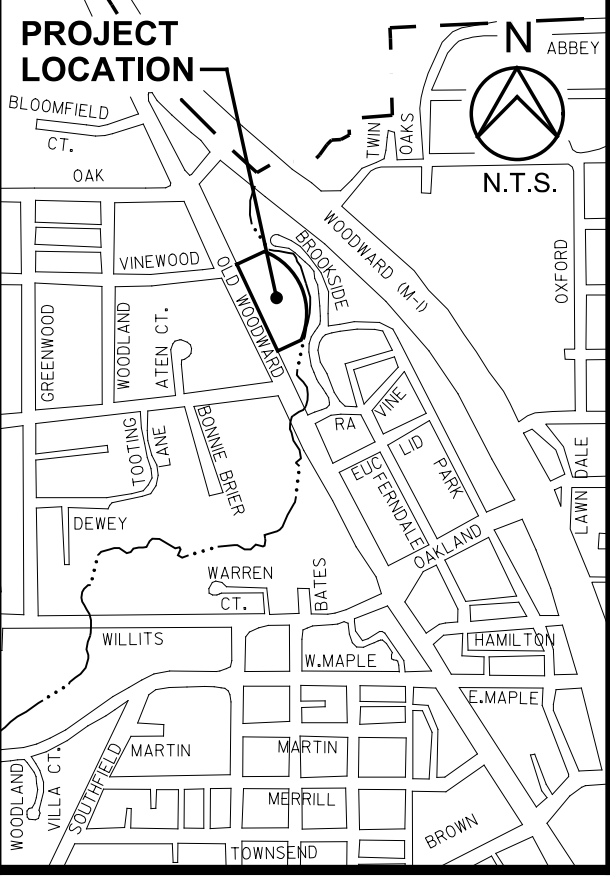 PROJECT
LOCATION
N
ABBEY
BLOOMFIELD
CT.
TWIN
OAKS
OAK
N.T.S.
WOODWARD (M-1)
BROOKSIDE
VINEWOOD
OLD WOODWARD
OXFORD
GREENWOOD
WOODLAND
ATEN CT.
VINE
RA
TOOTING
LANE
BONNIE BRIER
LID
PARK
EUC
FERNDALE
LAWN DALE
DEWEY
OAKLAND
WARREN
CT.
BATES
WILLITS
HAMILTON
W.MAPLE
E.MAPLE
MARTIN
MARTIN
WOODLAND
VILLA CT.
SOUTHFIELD
MERRILL
BROWN
TOWNSEND